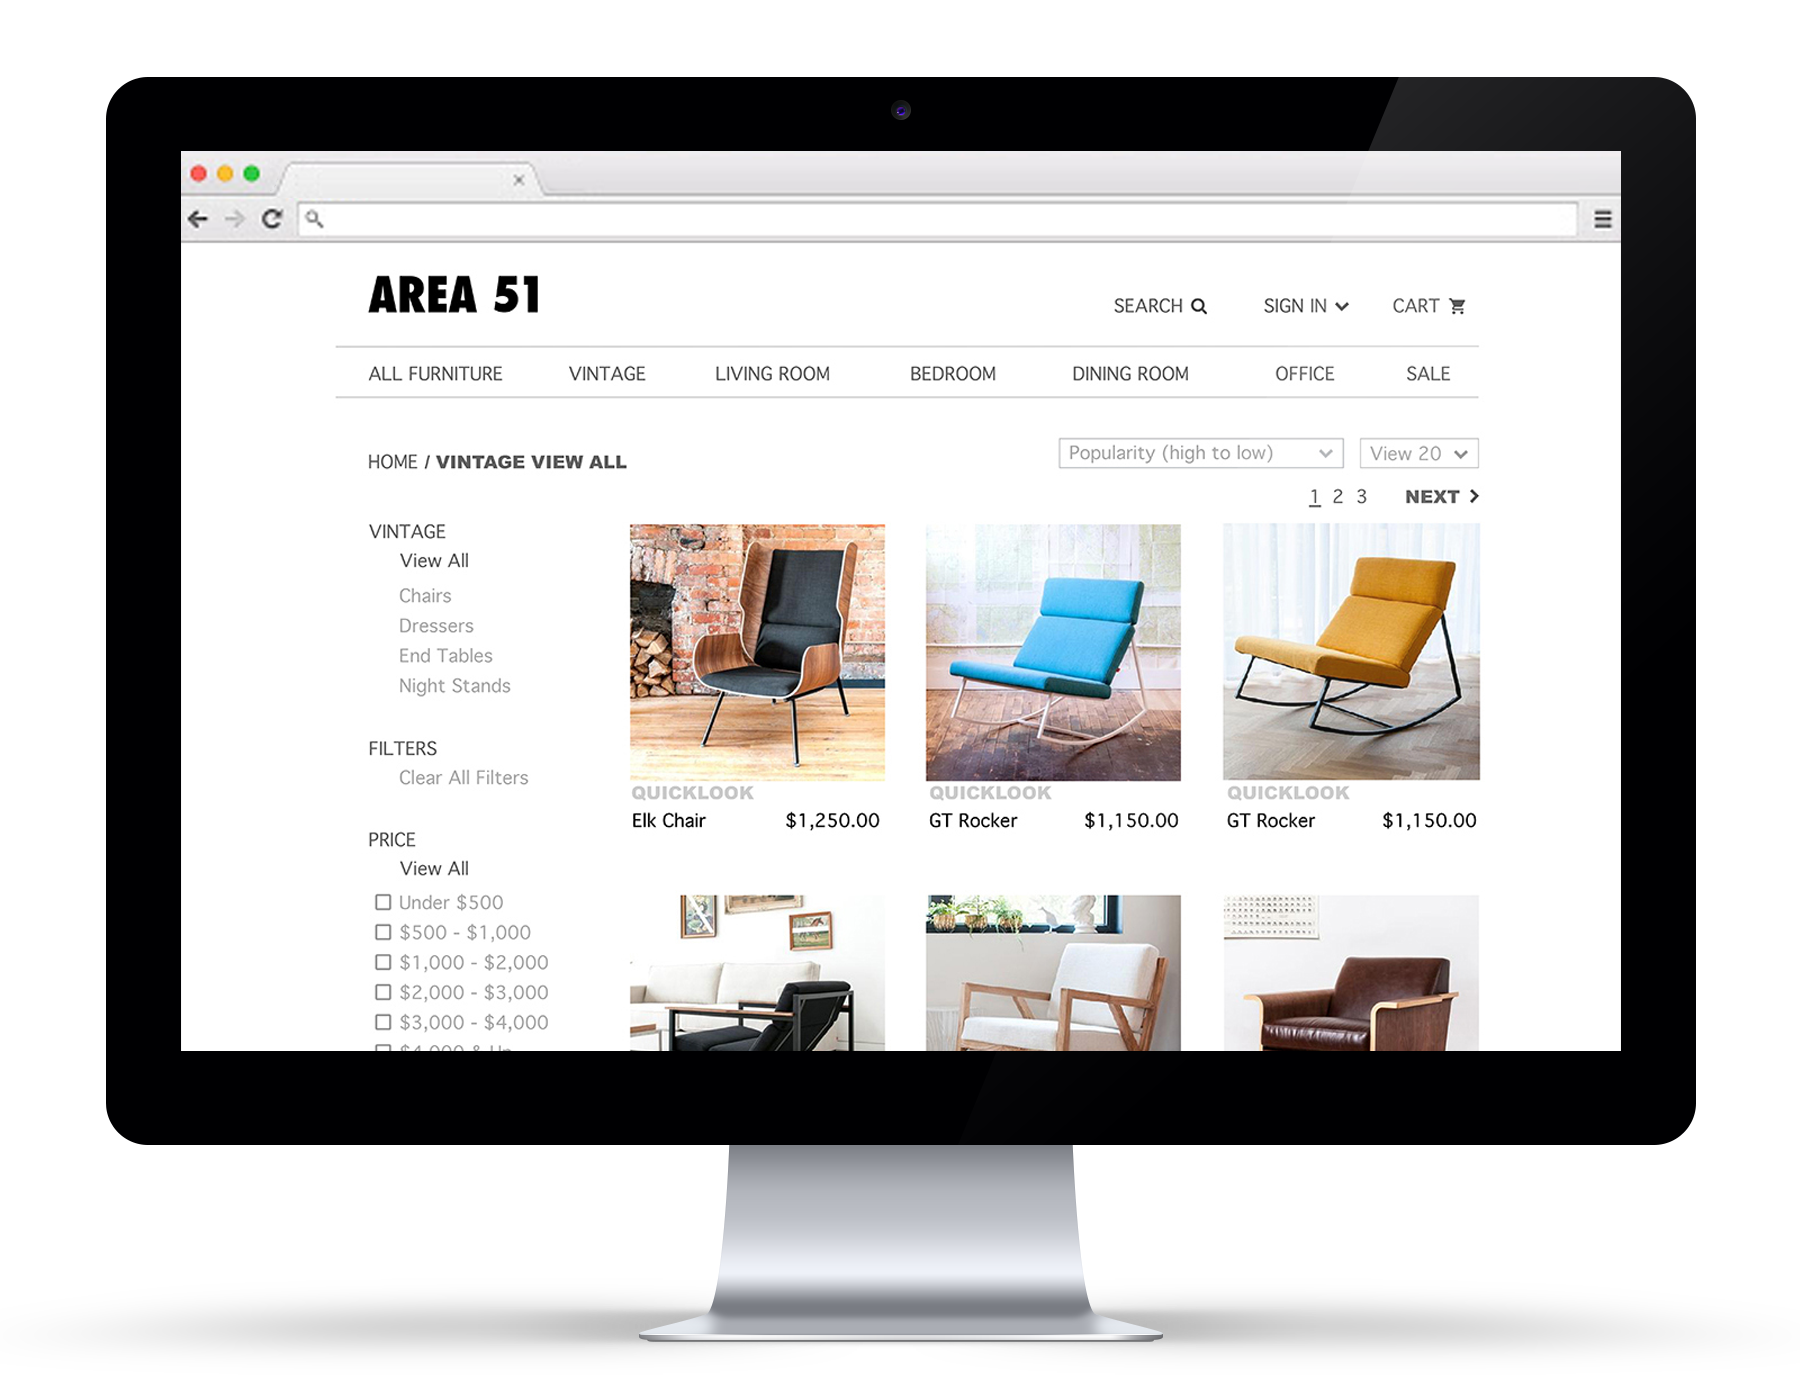 AREA 51
SEARCH SIGN IN CART
ALL FURNITURE VINTAGE LIVING ROOM BEDROOM DINING ROOM OFFICE SALE
HOME / VINTAGE VIEW ALL
Popularity (high to low) View 20
1 2 3 NEXT
VINTAGE
View All
Chairs
Dressers
End Tables
Night Stands
FILTERS
Clear All Filters
PRICE
View All
Under $500
$500 - $1,000
$1,000 - $2,000
$2,000 - $3,000
$3,000 - $4,000
$4,000 & Up
QUICKLOOK
Elk Chair $1,250.00
QUICKLOOK
GT Rocker $1,150.00
QUICKLOOK
GT Rocker $1,150.00